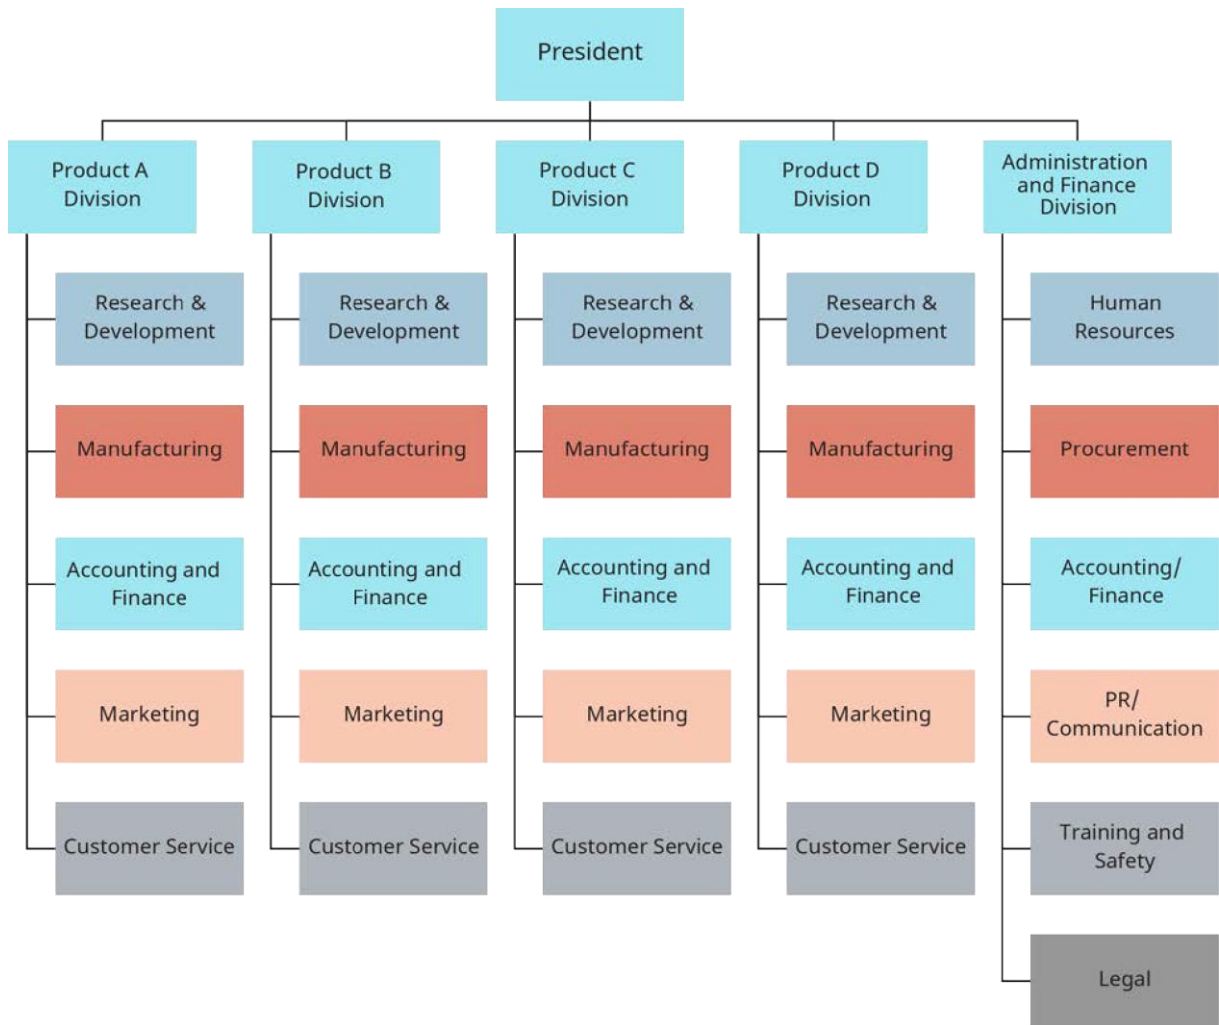 President
Product A
Division
Product B
Division
Product C
Division
Product D
Division
Administration
and Finance
Division
Research &
Development
Research &
Development
Research &
Development
Research &
Development
Human
Resources
Manufacturing
Manufacturing
Manufacturing
Manufacturing
Procurement
Accounting and
Finance
Accounting and
Finance
Accounting and
Finance
Accounting and
Finance
Accounting/
Finance
Marketing
Marketing
Marketing
Marketing
PR/
Communication
Customer Service
Customer Service
Customer Service
Customer Service
Training and
Safety
Legal